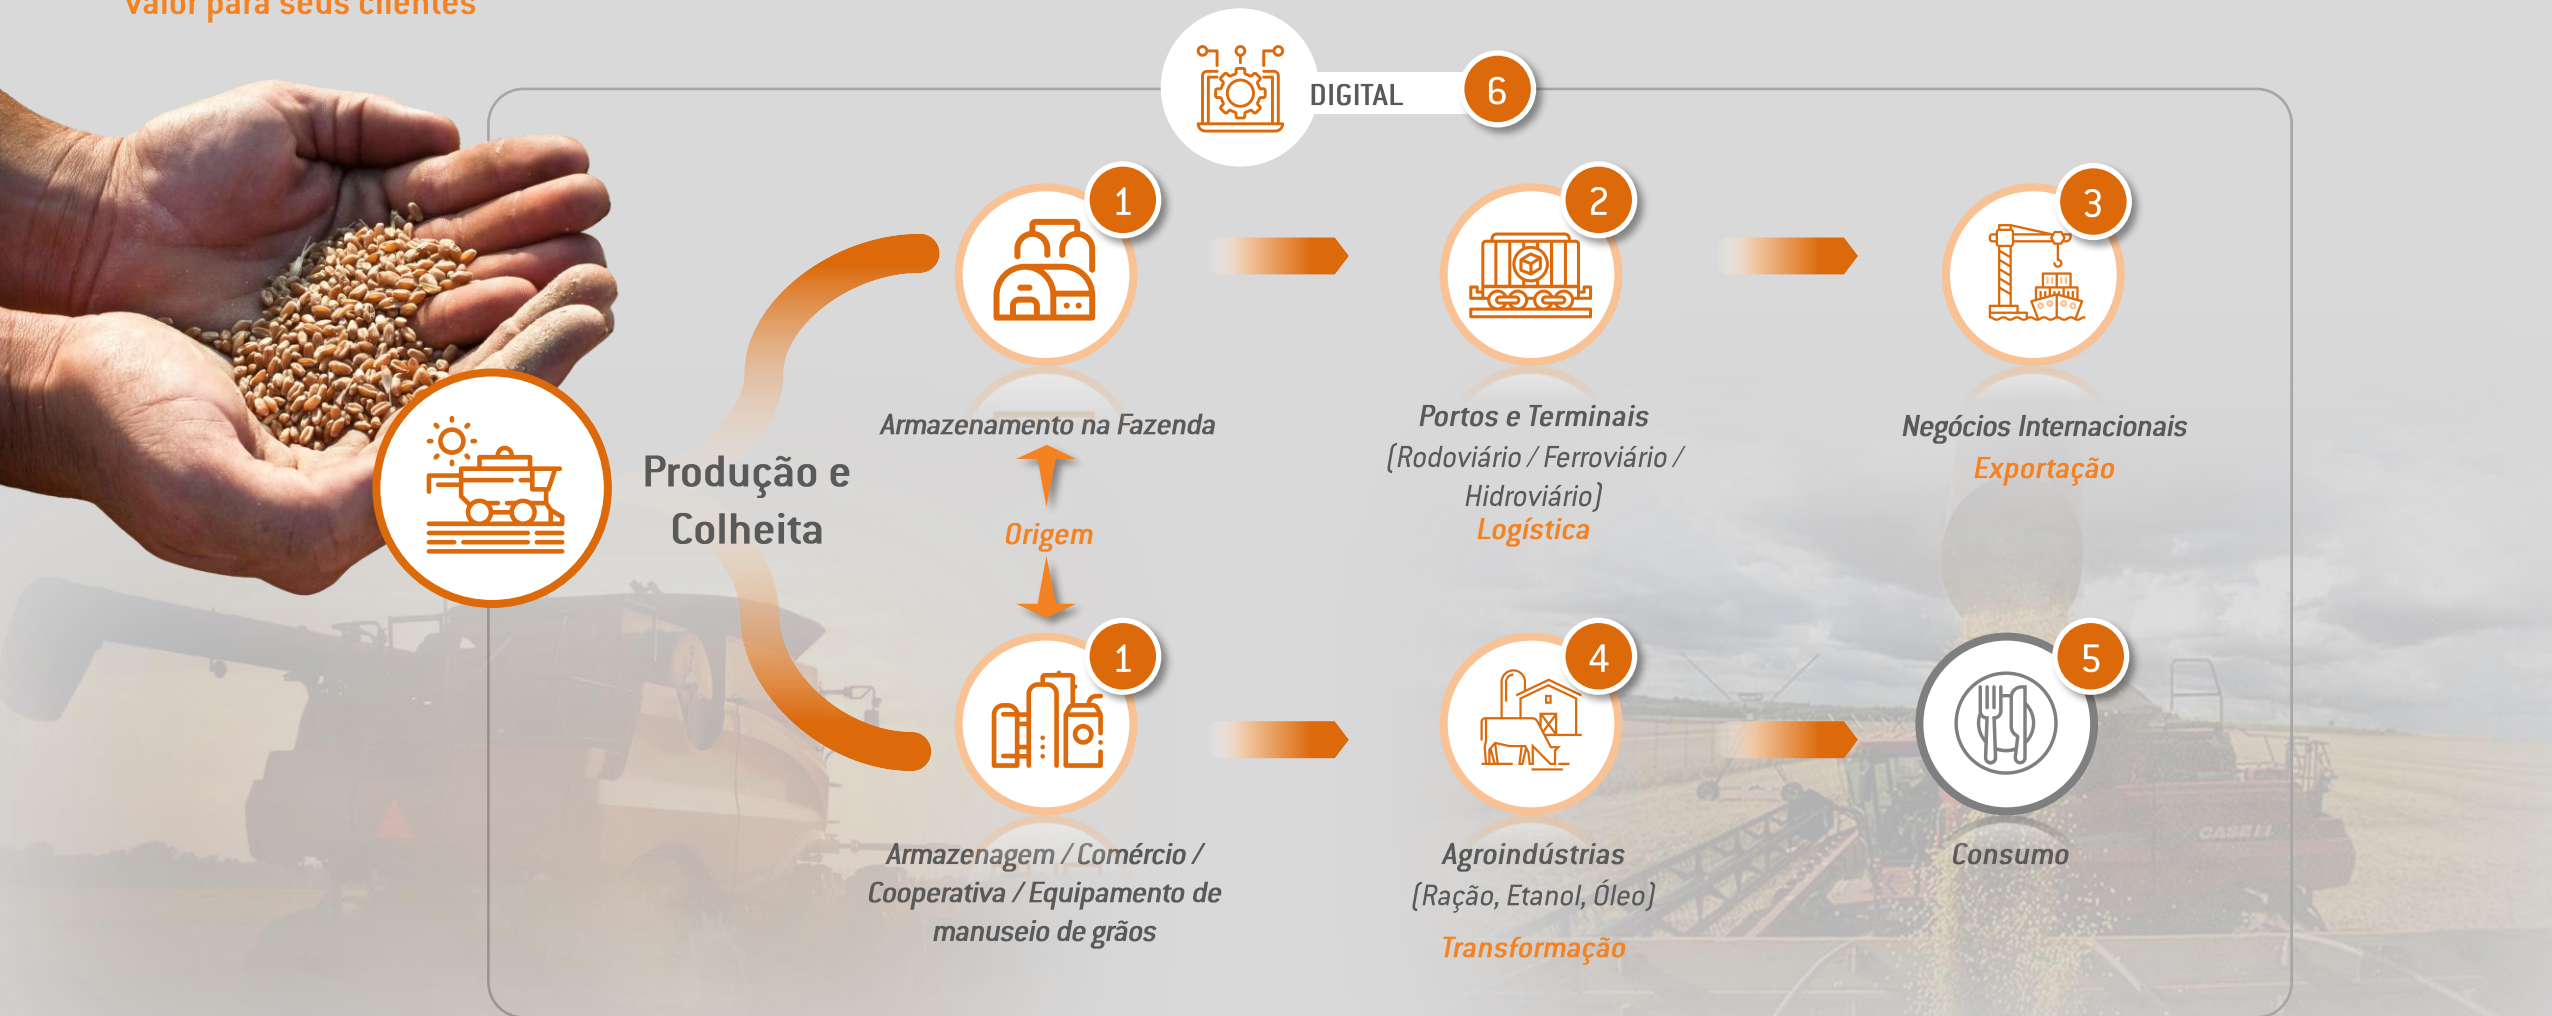 valor para seus clientes
DIGITAL
6
1
2
3
Armazenamento na Fazenda
Portos e Terminais
(Rodoviário / Ferroviário /
Hidroviário)
Logística
Negócios Internacionais
Exportação
Produção e
Colheita
Origem
1
4
5
Armazenagem / Comércio /
Cooperativa / Equipamento de
manuseio de grãos
Agroindústrias
(Ração, Etanol, Óleo)
Transformação
Consumo
CASE IH